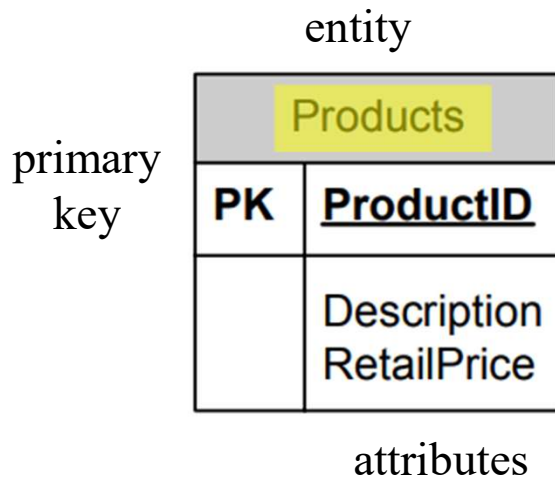 entity
Products
primary
key
PK ProductID
Description
RetailPrice
attributes